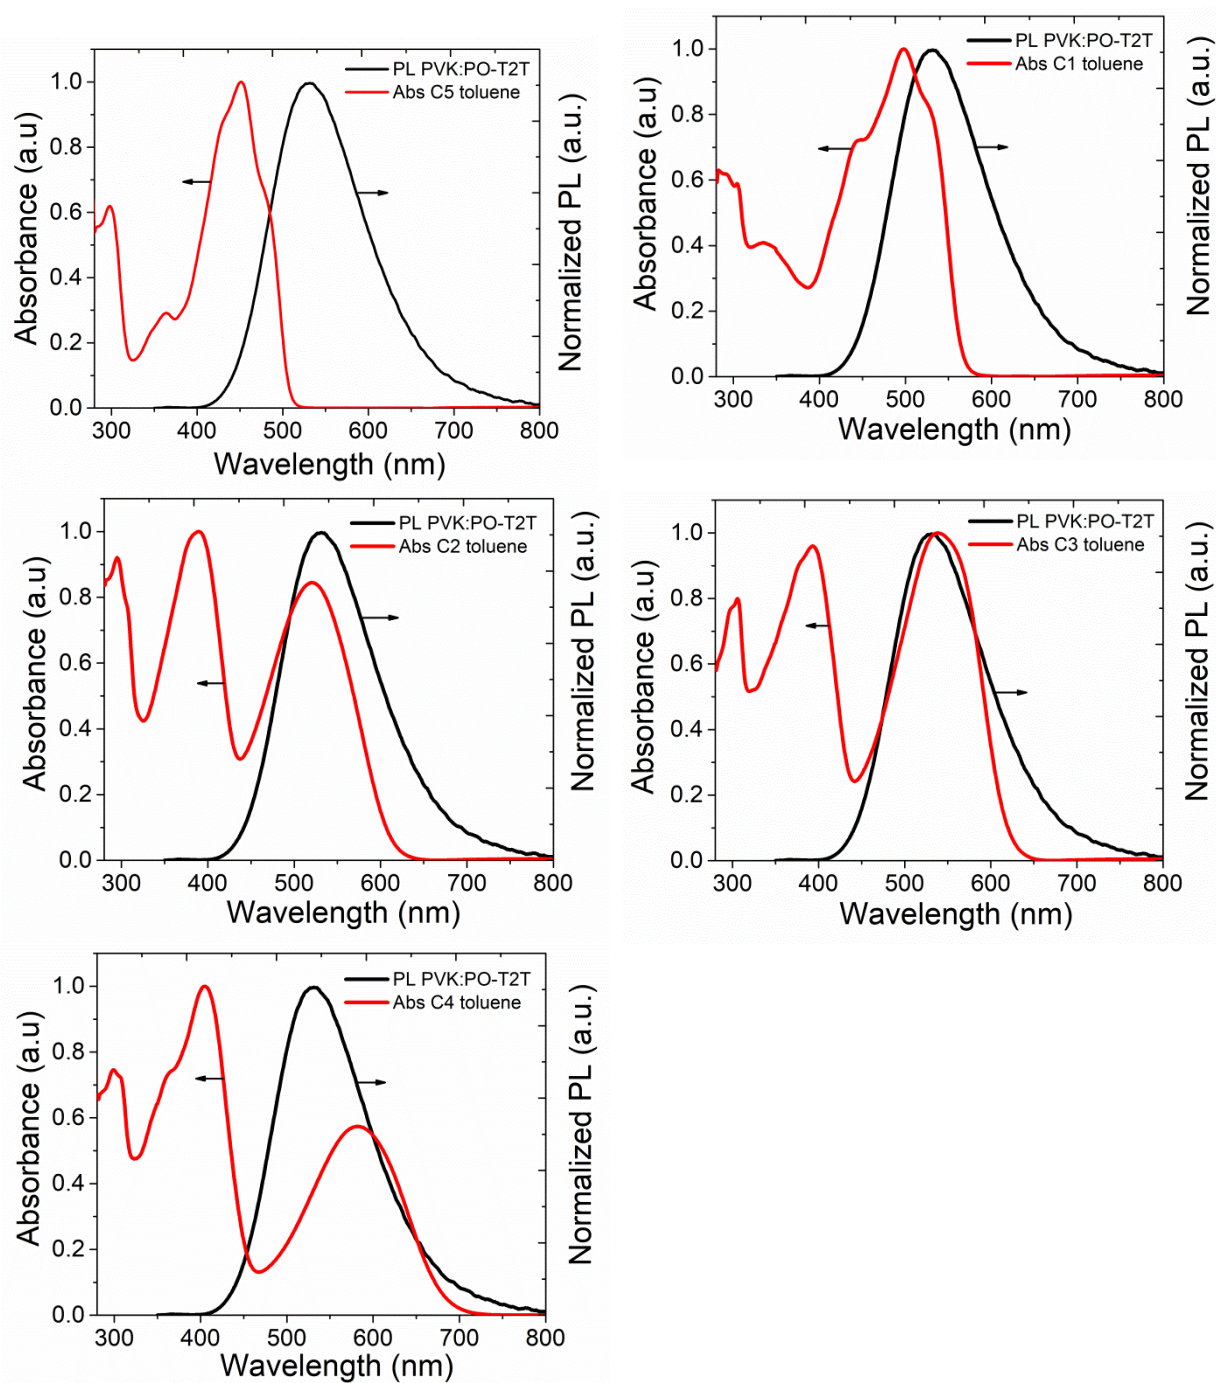 PL PVK:PO-T2T
Abs C5 toluene
Absorbance (a.u)
Normalized PL (a.u.)
1.0
0.8
0.6
0.4
0.2
0.0
300 400 500 600 700 800
Wavelength (nm)
PL PVK:PO-T2T
Abs C1 toluene
Absorbance (a.u)
Normalized PL (a.u.)
1.0
0.8
0.6
0.4
0.2
0.0
300 400 500 600 700 800
Wavelength (nm)
PL PVK:PO-T2T
Abs C2 toluene
Absorbance (a.u)
Normalized PL (a.u.)
1.0
0.8
0.6
0.4
0.2
0.0
300 400 500 600 700 800
Wavelength (nm)
PL PVK:PO-T2T
Abs C3 toluene
Absorbance (a.u)
Normalized PL (a.u.)
1.0
0.8
0.6
0.4
0.2
0.0
300 400 500 600 700 800
Wavelength (nm)
PL PVK:PO-T2T
Abs C4 toluene
Absorbance (a.u)
Normalized PL (a.u.)
1.0
0.8
0.6
0.4
0.2
0.0
300 400 500 600 700 800
Wavelength (nm)